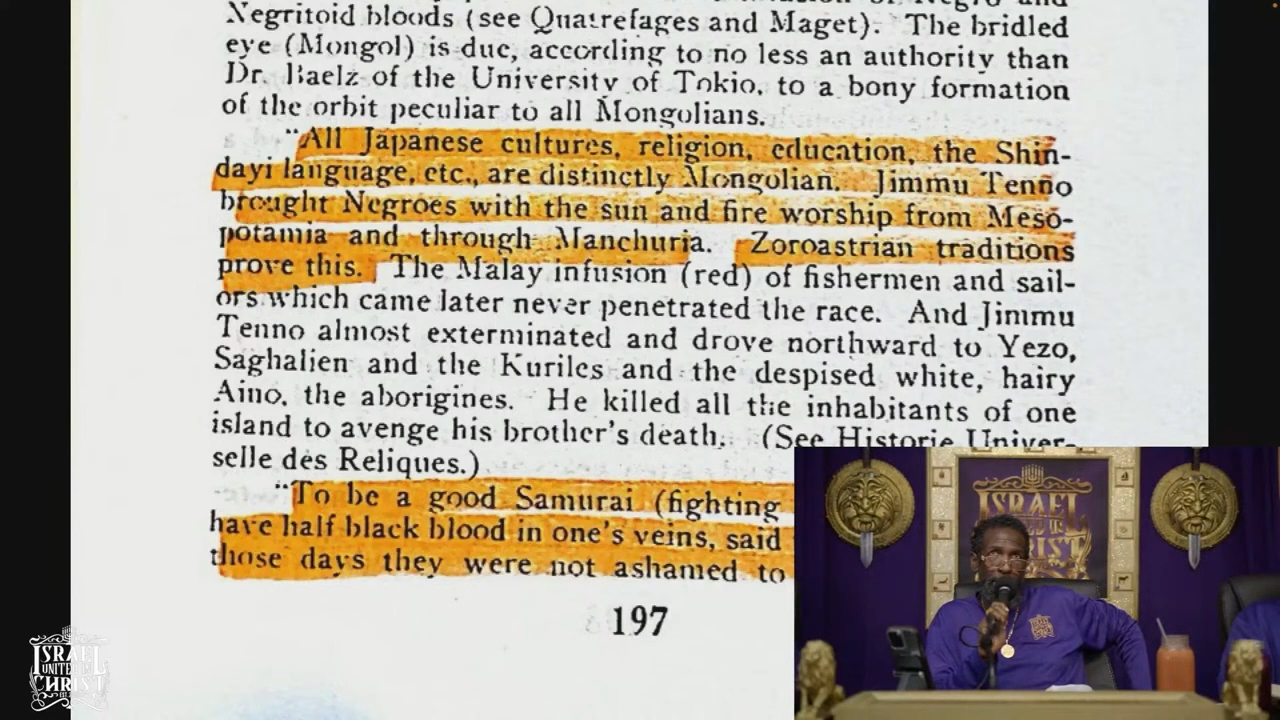 Negritoid bloods (see Quatrefages and Maget). The bridled
eye (Mongol) is due, according to no less an authority than
Dr. Baelz of the University of Tokio, to a bony formation
of the orbit peculiar to all Mongolians.
"All Japanese cultures, religion, education, the Shin-
dayi language, etc., are distinctly Mongolian. Jimmu Tenno
brought Negroes with the sun and fire worship from Meso-
potamia and through Manchuria. Zoroastrian traditions
prove this. The Malay infusion (red) of fishermen and sail-
ors which came later never penetrated the race. And Jimmu
Tenno almost exterminated and drove northward to Yezo,
Saghalien and the Kuriles and the despised white, hairy
Aino, the aborigines. He killed all the inhabitants of one
island to avenge his brother's death. (See Historie Univer-
selle des Reliques.)
"To be a good Samurai (fighting
have half black blood in one's veins, said
those days they were not ashamed to
197
ISRAEL
UNITED IN
CHRIST
ISRAEL
UNITED IN
CHRIST